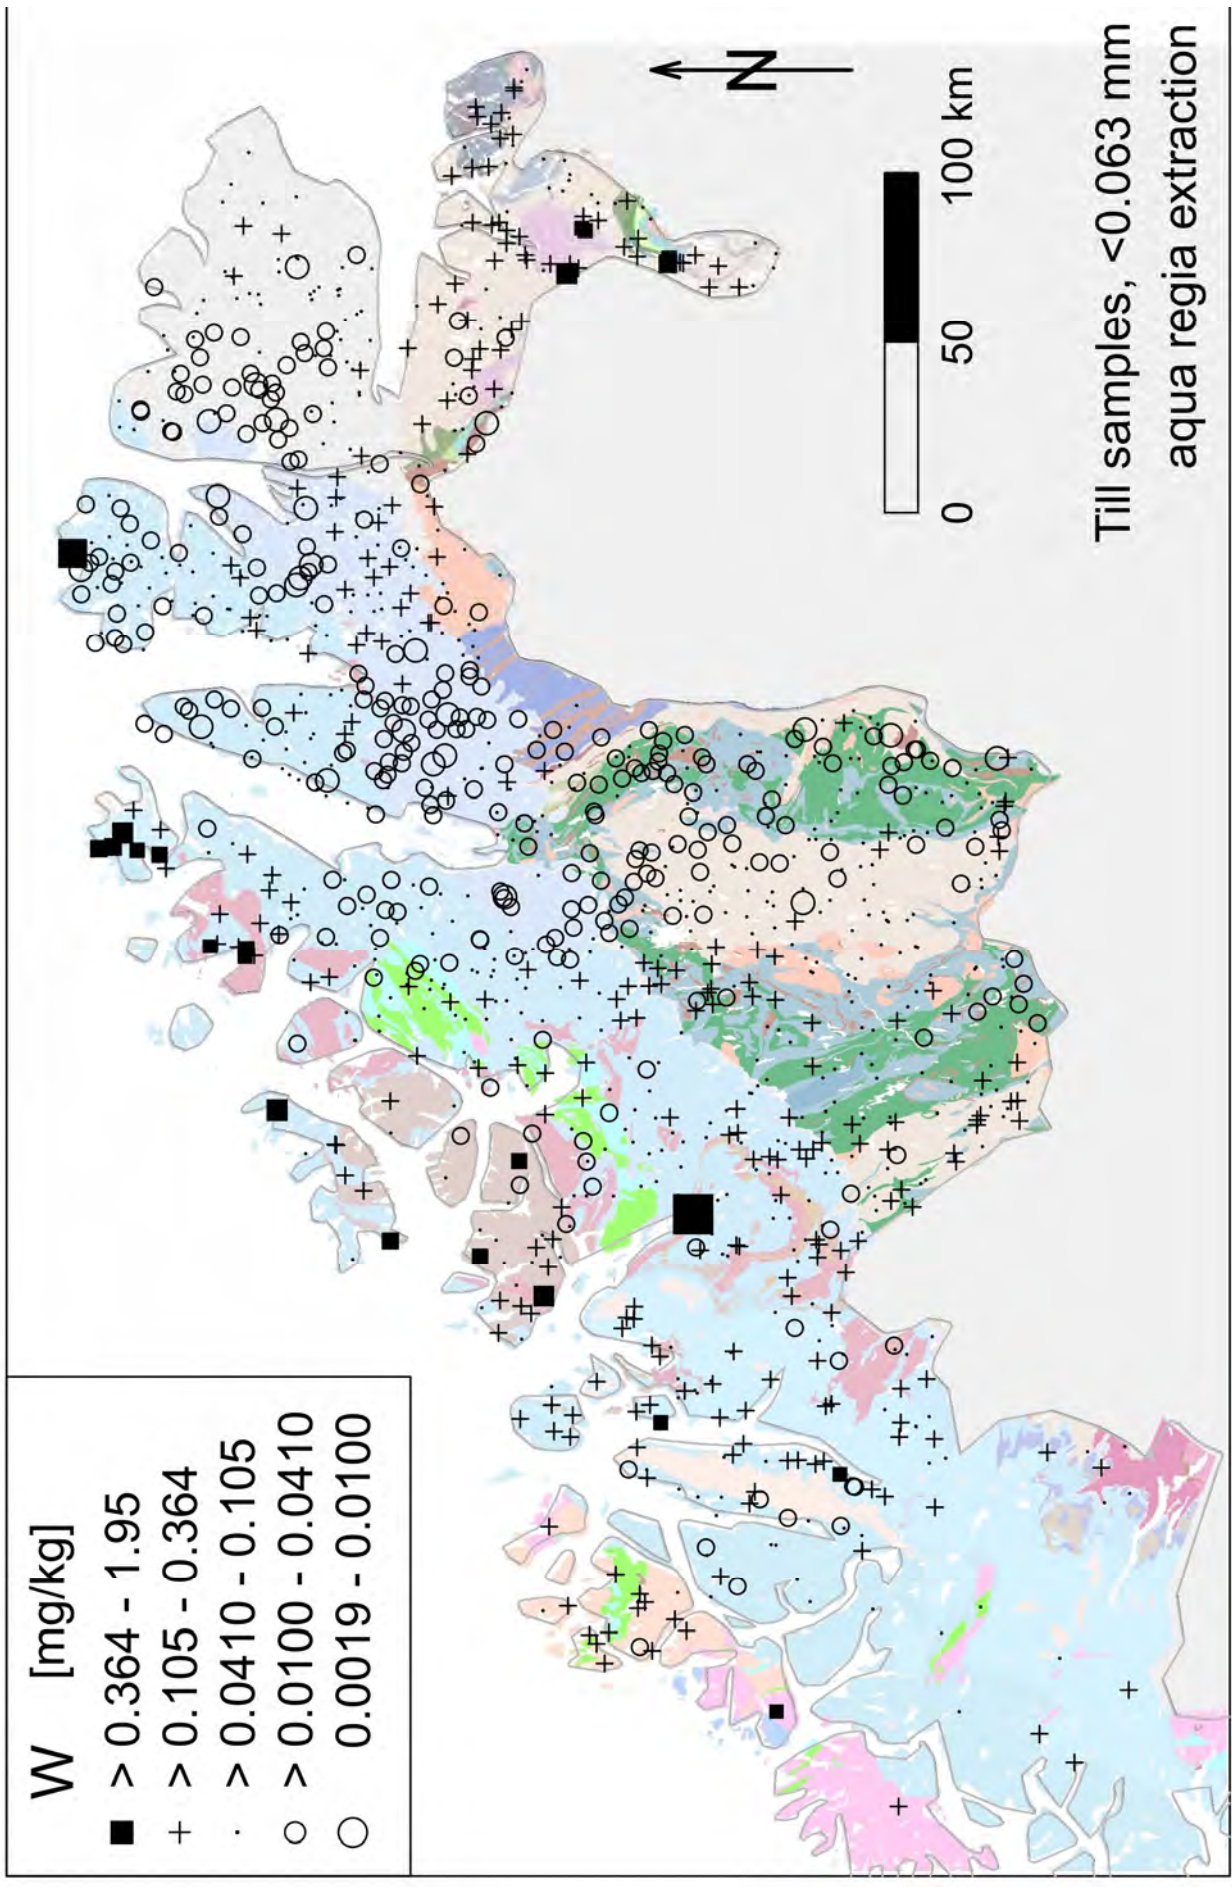 W [mg/kg]
> 0.364 - 1.95
> 0.105 - 0.364
> 0.0410 - 0.105
> 0.0100 - 0.0410
0.0019 - 0.0100
N
0 50 100 km
Till samples, <0.063 mm
aqua regia extraction